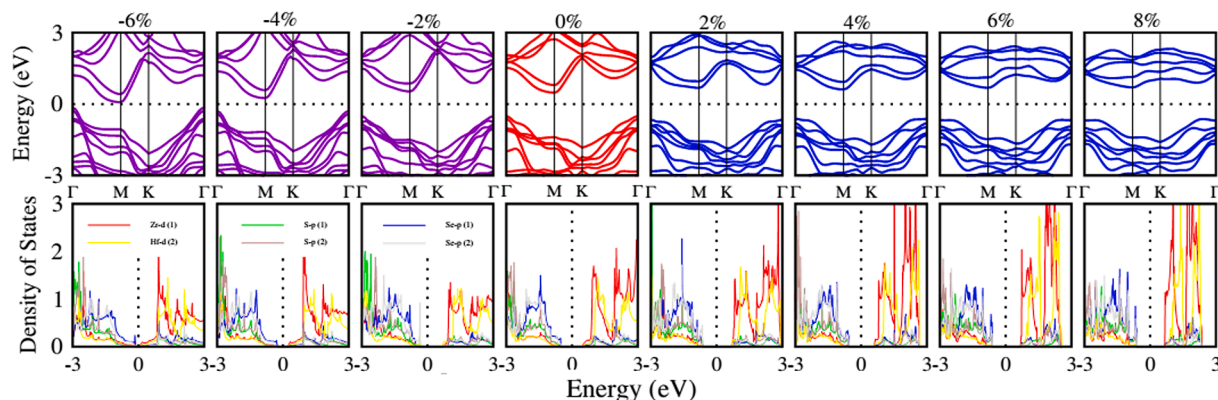 -6% -4% -2% 0% 2% 4% 6% 8%
Energy (eV)
3
0
-3
Γ M K Γ M K Γ M K Γ M K Γ M K Γ M K Γ M K Γ M K Γ
Density of States
3
2
1
0
Zr-d (1) S-p (1) Se-p (1)
Hf-d (2) S-p (2) Se-p (2)
-3 0 3-3 0 3-3 0 3-3 0 3-3 0 3-3 0 3-3 0 3-3 0 3
Energy (eV)